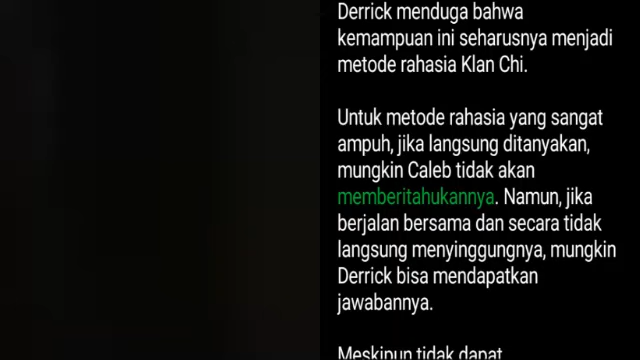 Derrick menduga bahwa
kemampuan ini seharusnya menjadi
metode rahasia Klan Chi.
Untuk metode rahasia yang sangat
ampuh, jika langsung ditanyakan,
mungkin Caleb tidak akan
memberitahukannya. Namun, jika
berjalan bersama dan secara tidak
langsung menyinggungnya, mungkin
Derrick bisa mendapatkan
jawabannya.
Meskipun tidak dapat